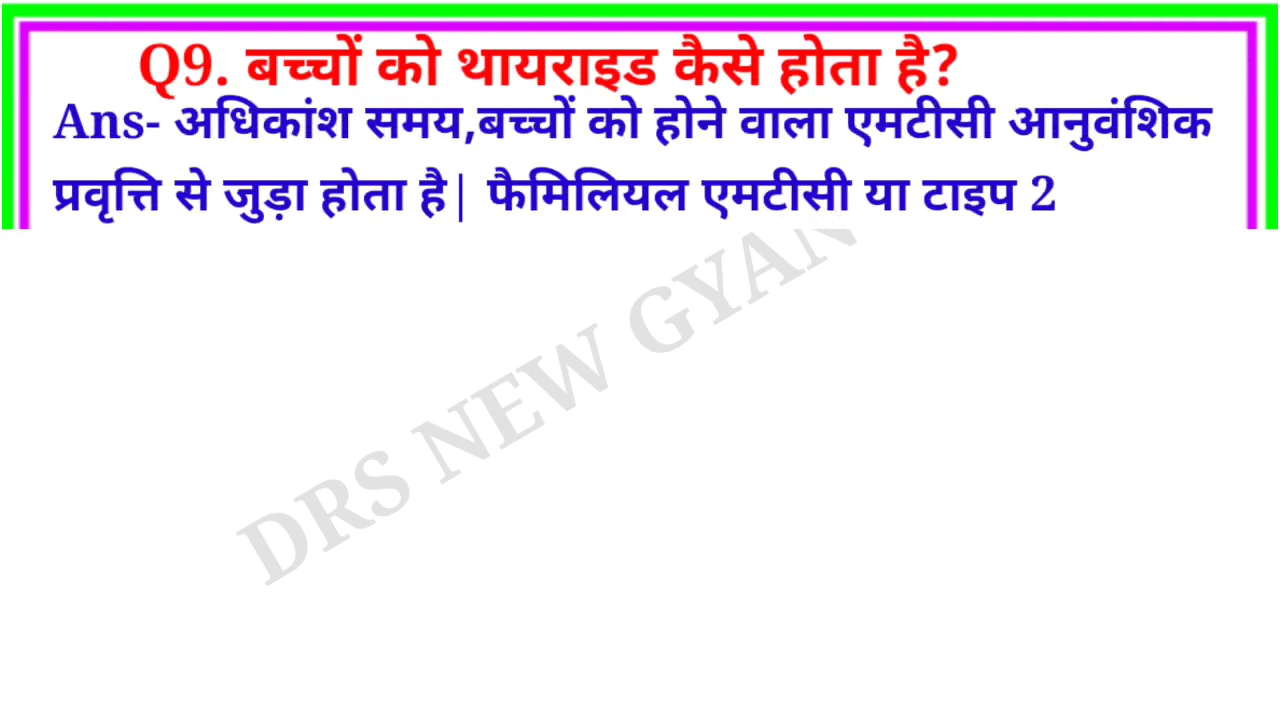 Q9. बच्चों को थायराइड कैसे होता है?
Ans- अधिकांश समय,बच्चों को होने वाला एमटीसी आनुवंशिक
प्रवृत्ति से जुड़ा होता है| फैमिलियल एमटीसी या टाइप 2
DRS NEW GYAN